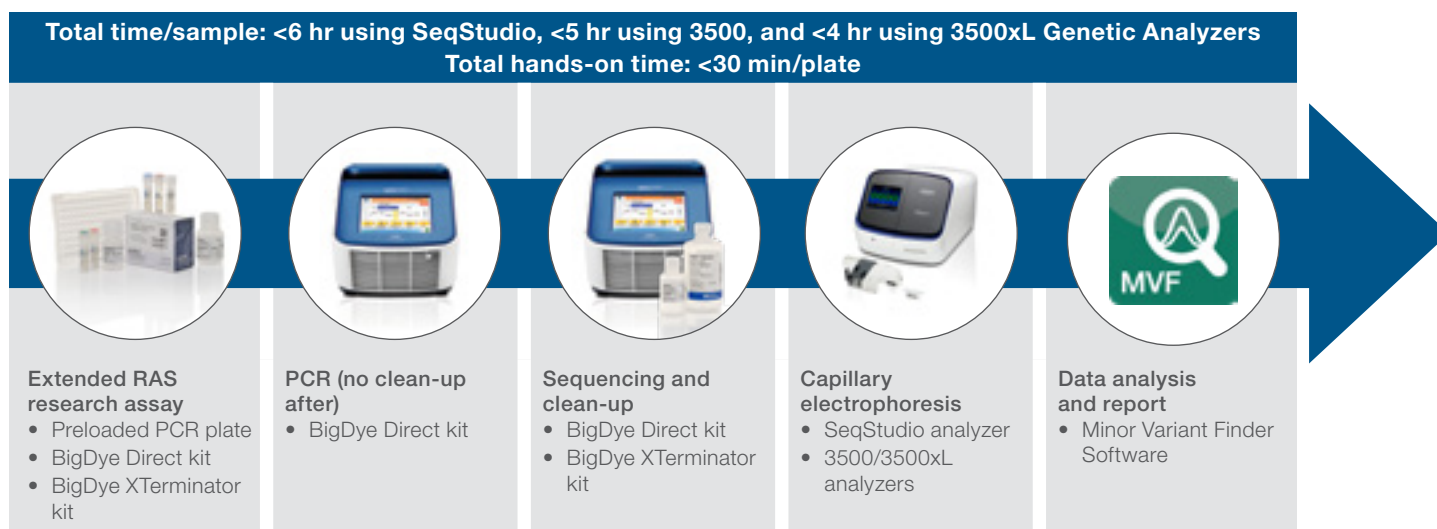 Total time/sample: <6 hr using SeqStudio, <5 hr using 3500, and <4 hr using 3500xL Genetic Analyzers
Total hands-on time: <30 min/plate
MVF
Extended RAS
research assay
• Preloaded PCR plate
• BigDye Direct kit
• BigDye XTerminator
kit
PCR (no clean-up
after)
• BigDye Direct kit
Sequencing and
clean-up
• BigDye Direct kit
• BigDye XTerminator
kit
Capillary
electrophoresis
• SeqStudio analyzer
• 3500/3500xL
analyzers
Data analysis
and report
• Minor Variant Finder
Software